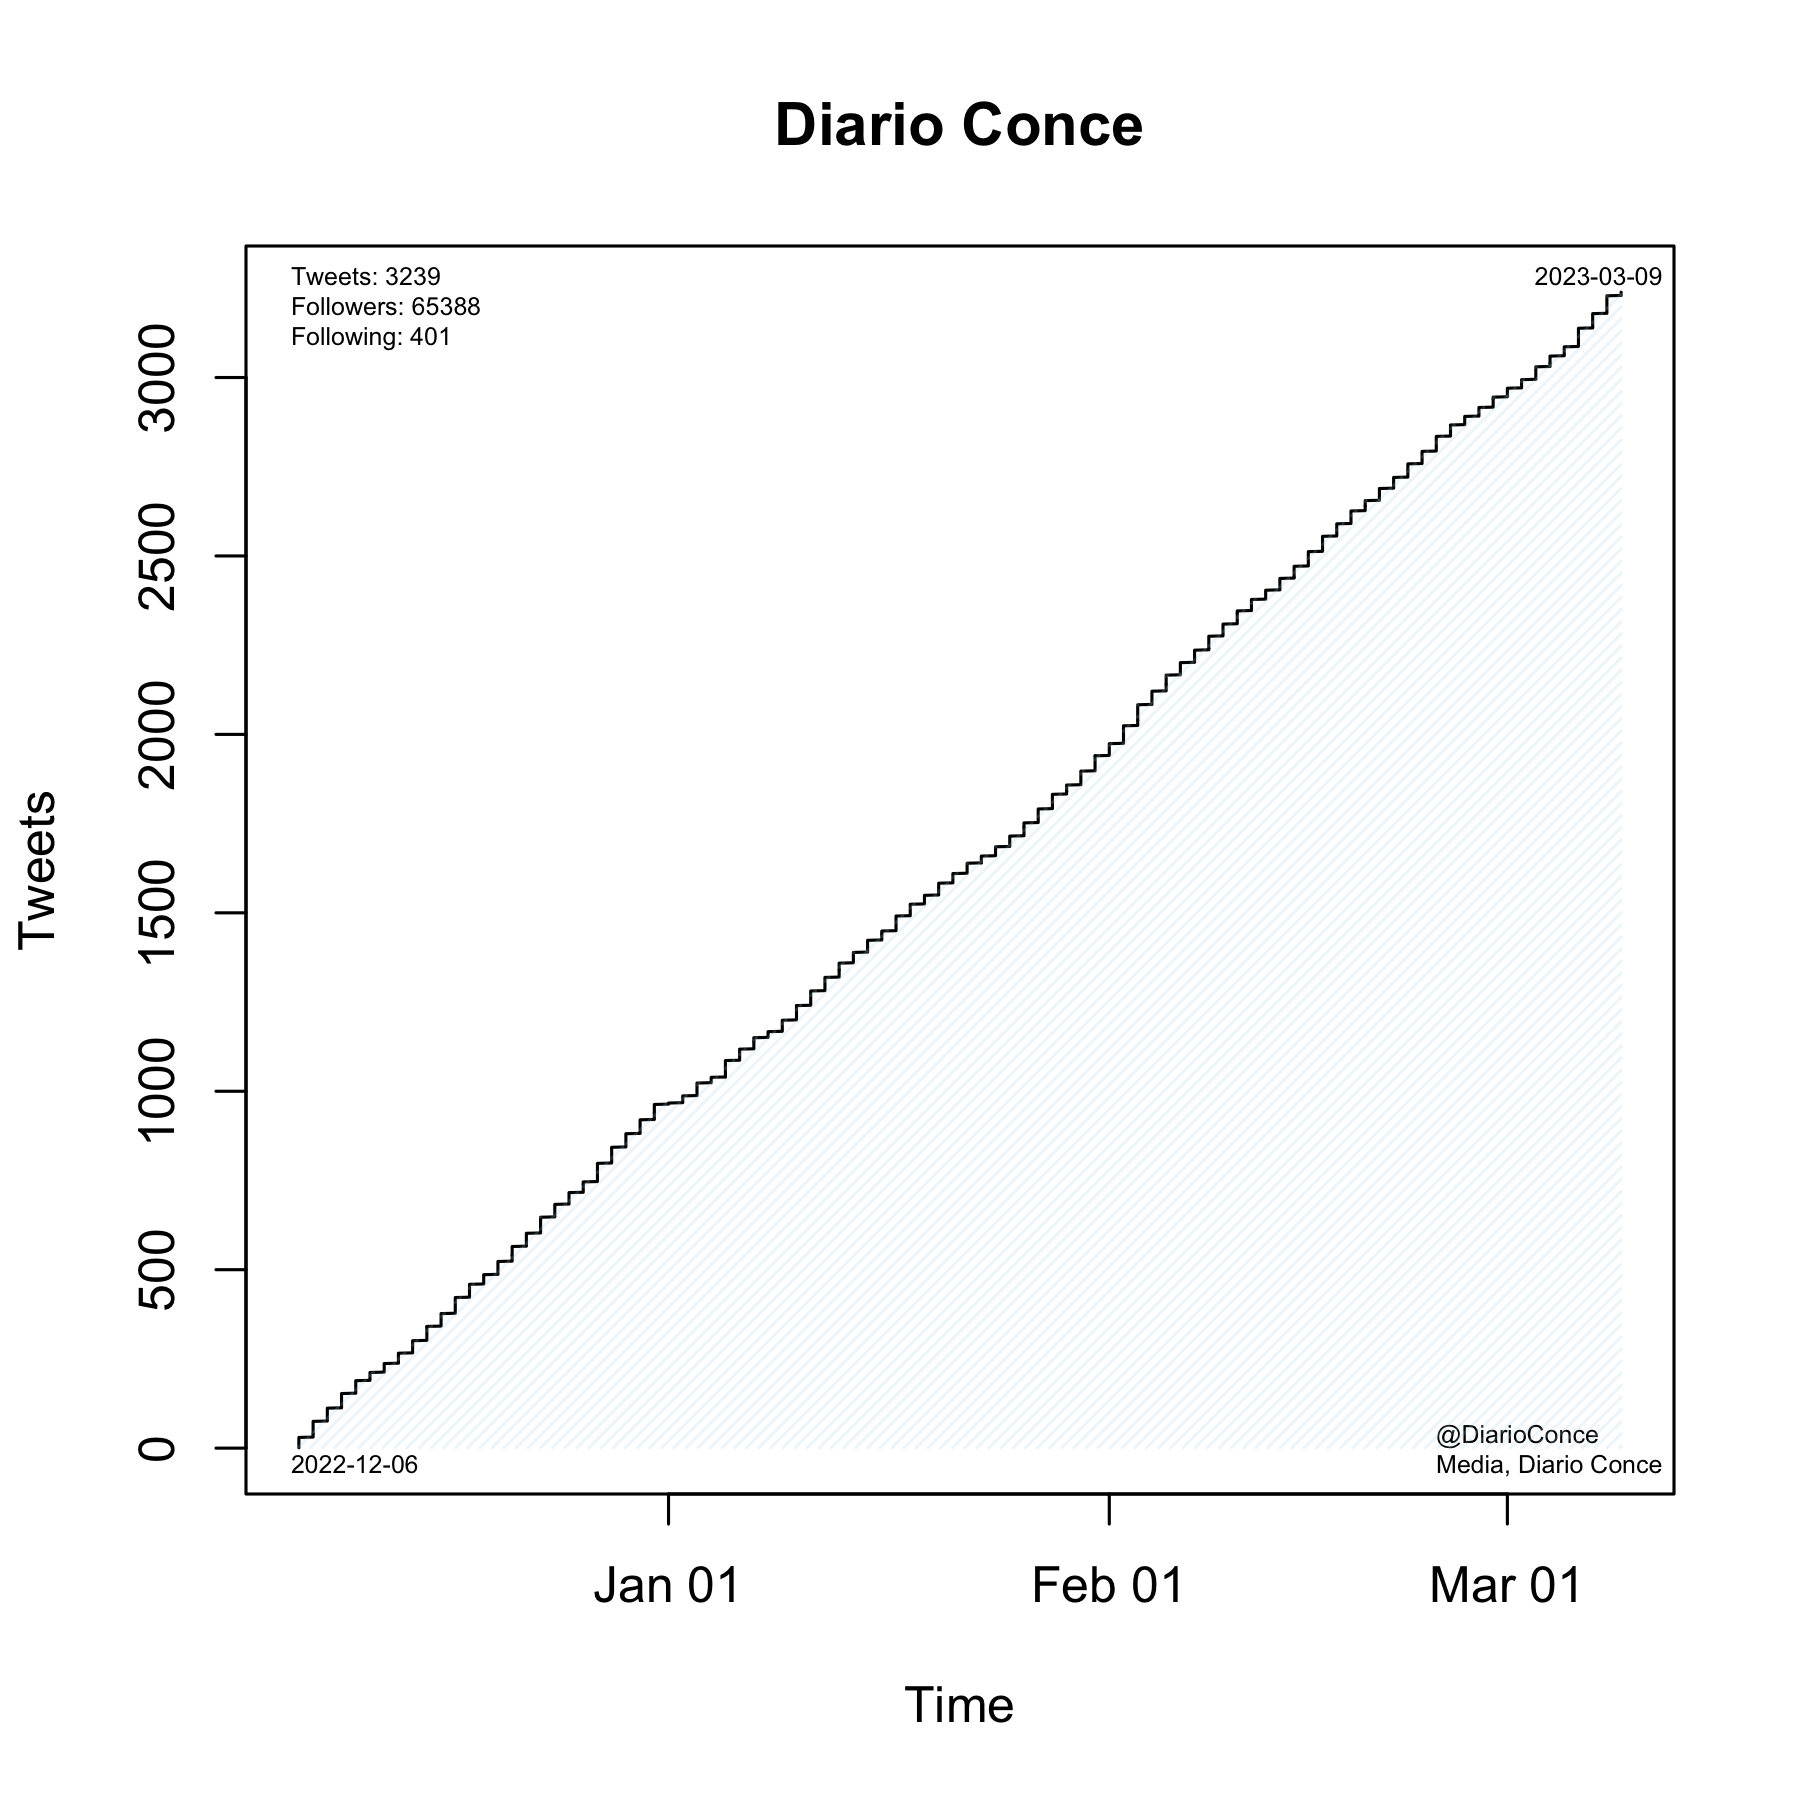 Diario Conce
Tweets: 3239
Followers: 65388
Following: 401
2023-03-09
3000
2500
2000
1500
1000
500
0
Tweets
@DiarioConce
Media, Diario Conce
2022-12-06
Jan 01
Feb 01
Mar 01
Time